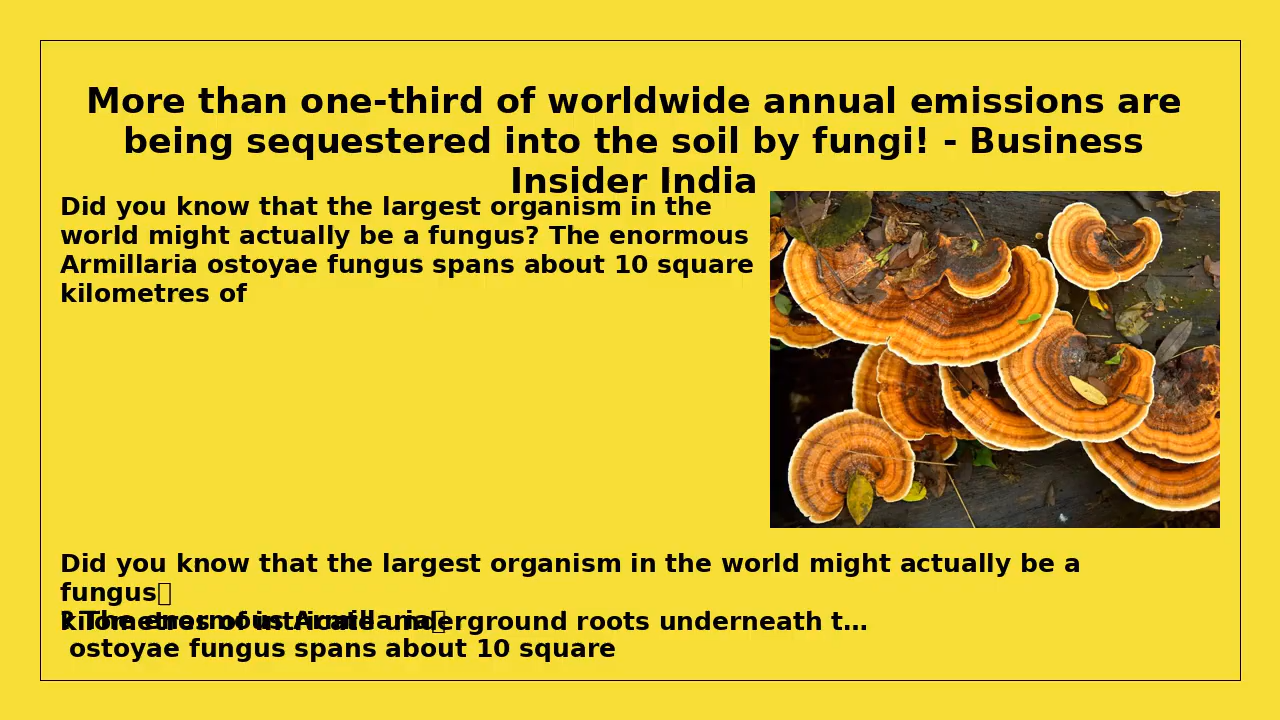 More than one-third of worldwide annual emissions are
being sequestered into the soil by fungi! - Business
Insider India
Did you know that the largest organism in the
world might actually be a fungus? The enormous
Armillaria ostoyae fungus spans about 10 square
kilometres of
Did you know that the largest organism in the world might actually be a
fungus
? The enormous Armillaria
kilometres of intricate underground roots underneath t…
ostoyae fungus spans about 10 square